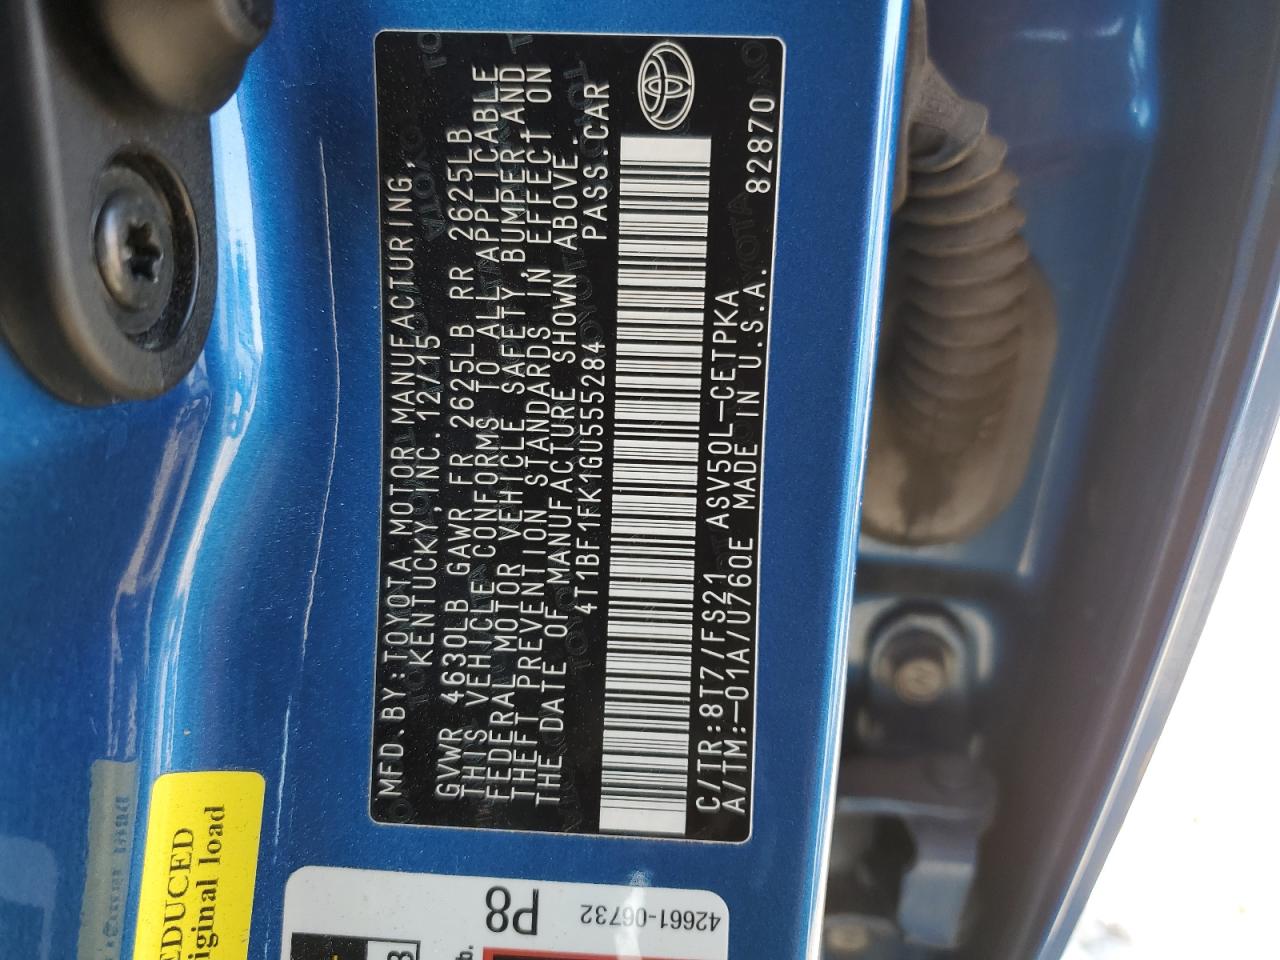 MFD.BY:TOYOTA MOTOR MANUFACTURING,
KENTUCKY,INC. 12/15
GVWR 4630LB GAWR FR 2625LB RR 2625LB
THIS VEHICLE CONFORMS TO ALL APPLICABLE
FEDERAL MOTOR VEHICLE SAFETY,BUMPER,AND
THEFT PREVENTION STANDARDS IN EFFECT ON
THE DATE OF MANUFACTURE SHOWN ABOVE.
4T1BF1FK1GU555284 PASS.CAR
C/TR:8T7/FS21 ASV50L-CETPKA
A/TM:-01A/U760E MADE IN U.S.A. 82870
EDUCED
iginal load
P8
42661-06732